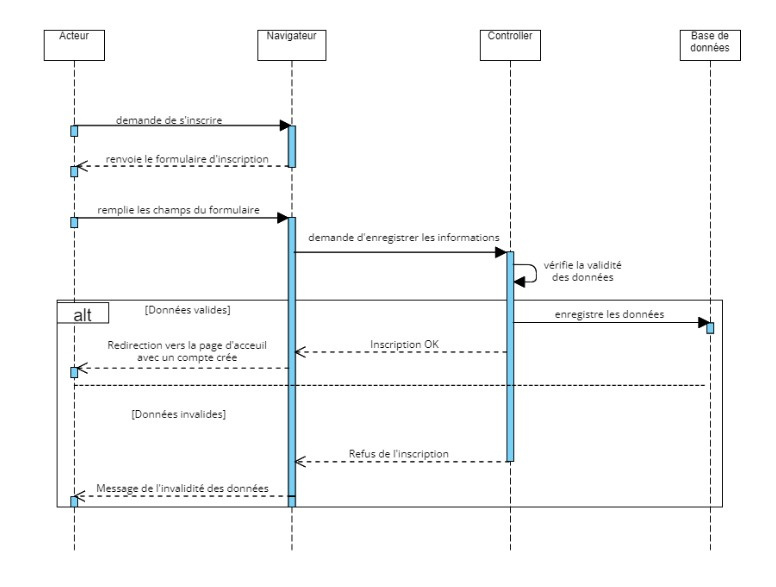 Acteur
Navigateur
Controller
Base de
données
demande de s'inscrire
renvoie le formulaire d'inscription
remplie les champs du formulaire
demande d'enregistrer les informations
vérifie la validité
des données
alt
[Données valides]
enregistre les données
Redirection vers la page d'acceuil
avec un compte crée
Inscription OK
[Données invalides]
Refus de l'inscription
Message de l'invalidité des données